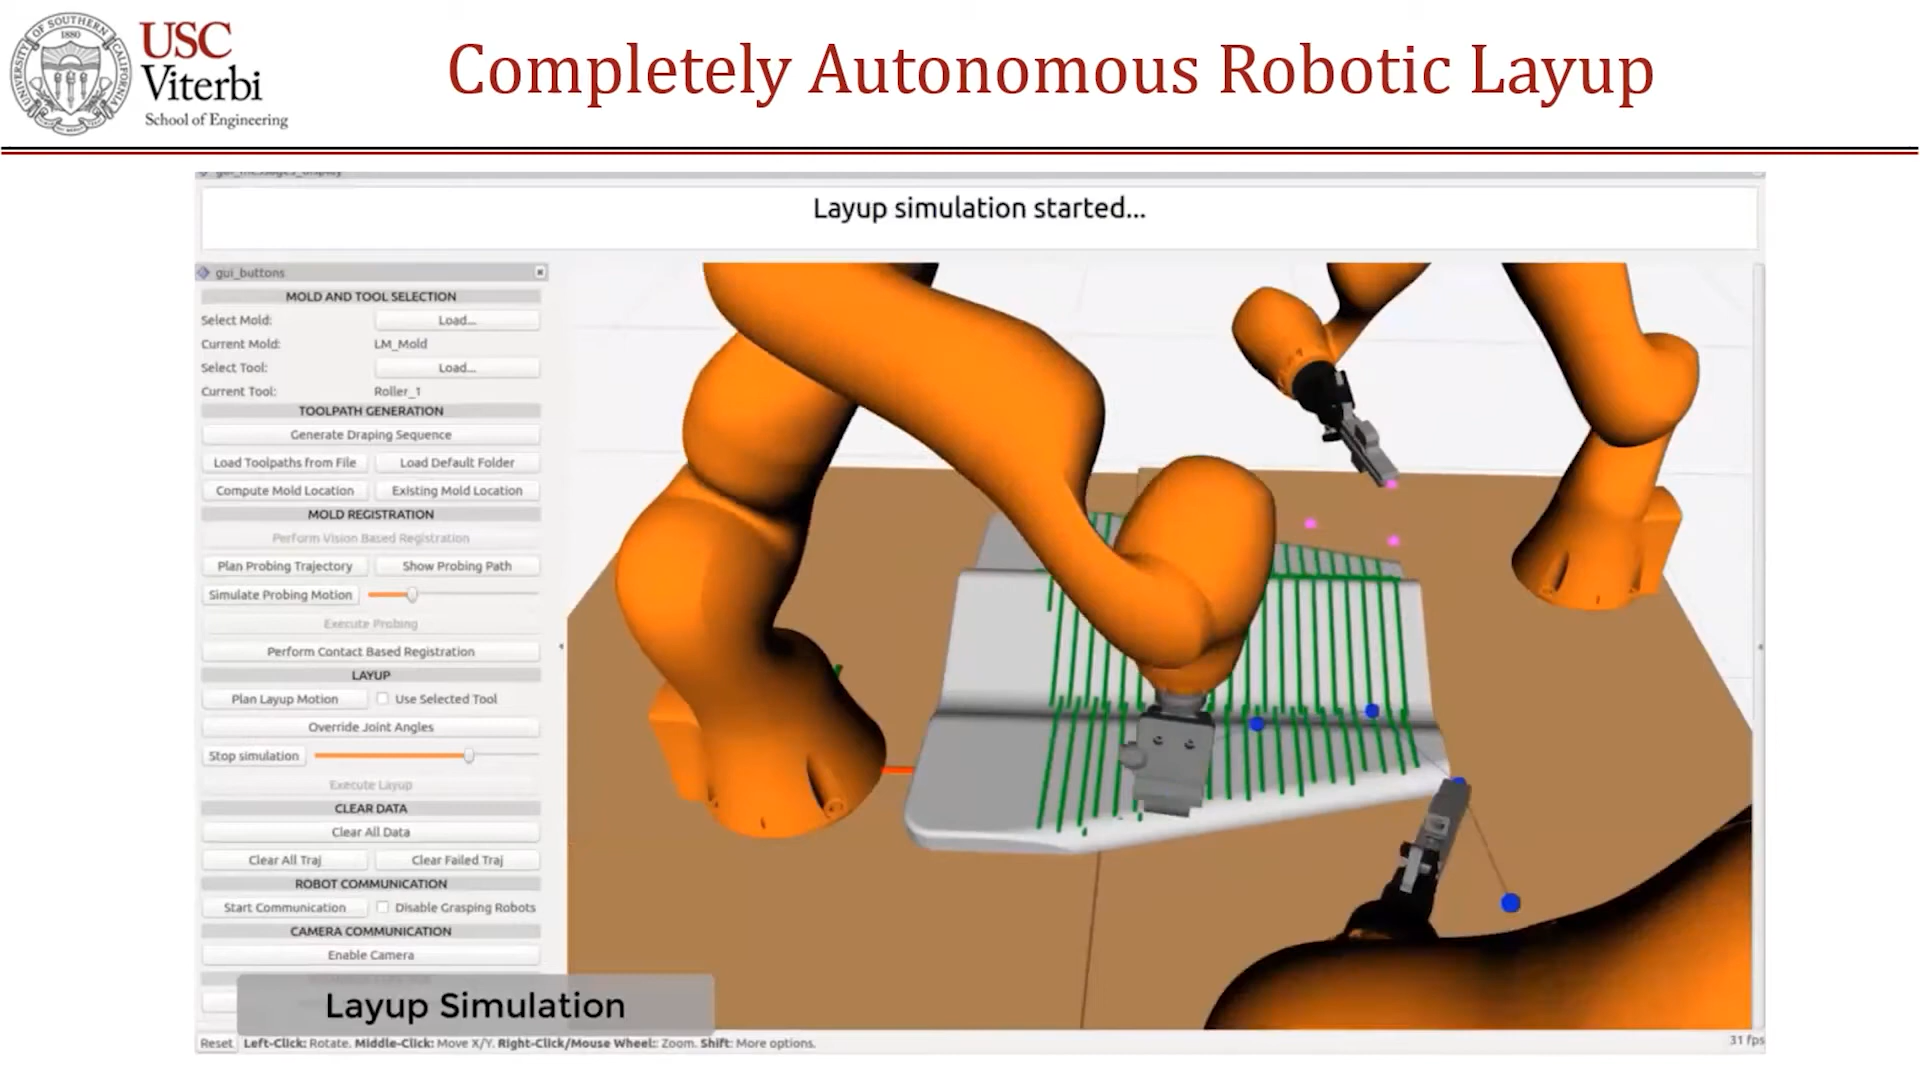 UNIVERSITY OF SOUTHERN CALIFORNIA
1880
USC
Viterbi
School of Engineering
Completely Autonomous Robotic Layup
gui_messages_display
Layup simulation started...
gui_buttons
MOLD AND TOOL SELECTION
Select Mold: Load...
Current Mold: LM_Mold
Select Tool: Load...
Current Tool: Roller_1
TOOLPATH GENERATION
Generate Draping Sequence
Load Toolpaths from File Load Default Folder
Compute Mold Location Existing Mold Location
MOLD REGISTRATION
Perform Vision Based Registration
Plan Probing Trajectory Show Probing Path
Simulate Probing Motion
Execute Probing
Perform Contact Based Registration
LAYUP
Plan Layup Motion Use Selected Tool
Override Joint Angles
Stop simulation
Execute Layup
CLEAR DATA
Clear All Data
Clear All Traj Clear Failed Traj
ROBOT COMMUNICATION
Start Communication Disable Grasping Robots
CAMERA COMMUNICATION
Enable Camera
Layup Simulation
Reset Left-Click: Rotate. Middle-Click: Move X/Y. Right-Click/Mouse Wheel:: Zoom. Shift: More options. 31 fps